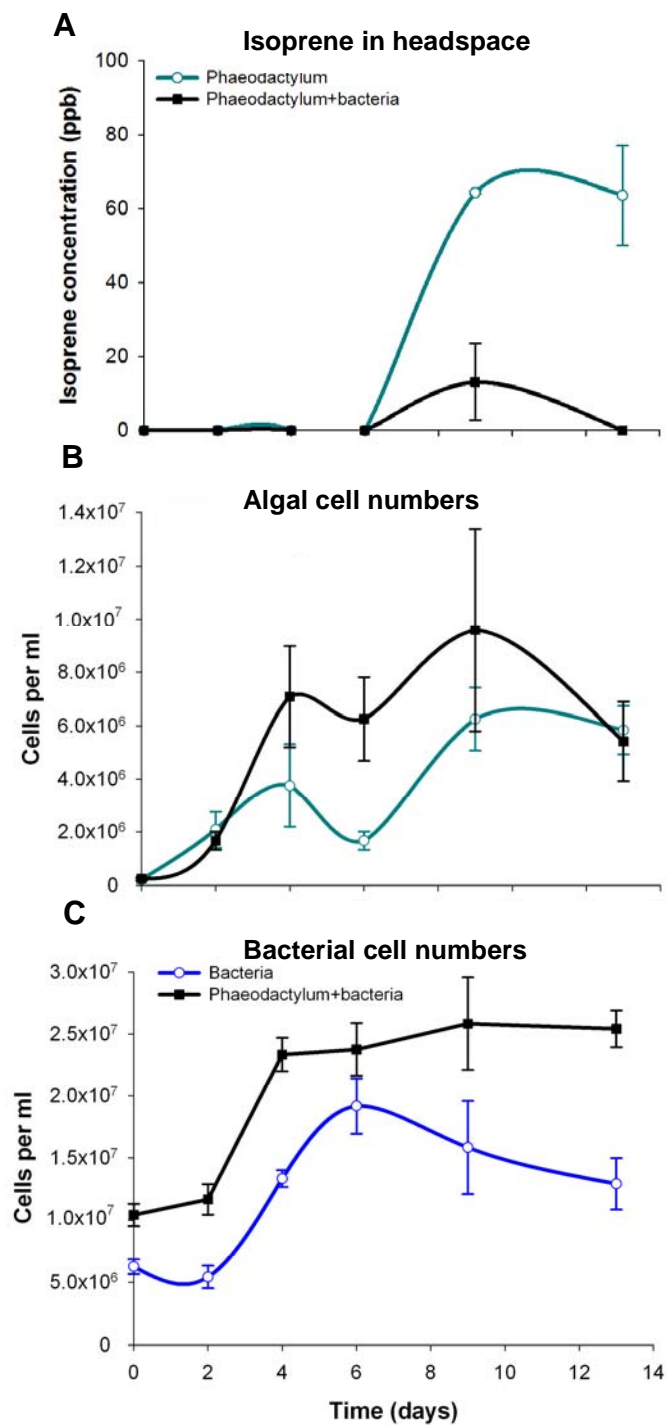 A
Isoprene in headspace
Isoprene concentration (ppb)
100
80
60
40
20
0
Phaeodactylum
Phaeodactylum+bacteria
B
Algal cell numbers
Cells per ml
1.4x10⁷
1.2x10⁷
1.0x10⁷
8.0x10⁶
6.0x10⁶
4.0x10⁶
2.0x10⁶
0
C
Bacterial cell numbers
Cells per ml
3.0x10⁷
2.5x10⁷
2.0x10⁷
1.5x10⁷
1.0x10⁷
5.0x10⁶
0
Bacteria
Phaeodactylum+bacteria
0 2 4 6 8 10 12 14
Time (days)